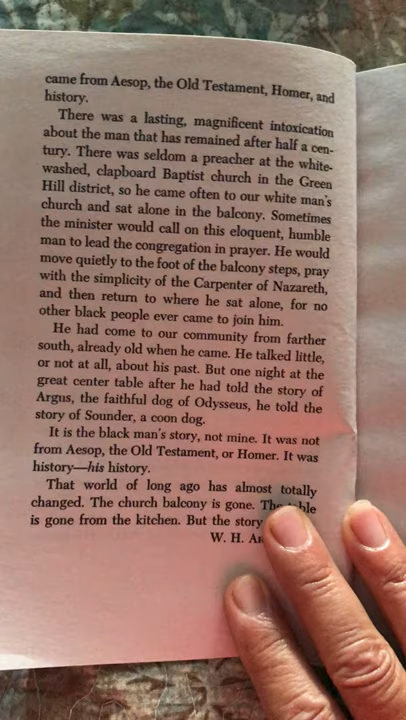 came from Aesop, the Old Testament, Homer, and
history.
There was a lasting, magnificent intoxication
about the man that has remained after half a cen-
tury. There was seldom a preacher at the white-
washed, clapboard Baptist church in the Green
Hill district, so he came often to our white man's
church and sat alone in the balcony. Sometimes
the minister would call on this eloquent, humble
man to lead the congregation in prayer. He would
move quietly to the foot of the balcony steps, pray
with the simplicity of the Carpenter of Nazareth,
and then return to where he sat alone, for no
other black people ever came to join him.
He had come to our community from farther
south, already old when he came. He talked little,
or not at all, about his past. But one night at the
great center table after he had told the story of
Argus, the faithful dog of Odysseus, he told the
story of Sounder, a coon dog.
It is the black man's story, not mine. It was not
from Aesop, the Old Testament, or Homer. It was
history—his history.
That world of long ago has almost totally
changed. The church balcony is gone. The table
is gone from the kitchen. But the story
W. H.